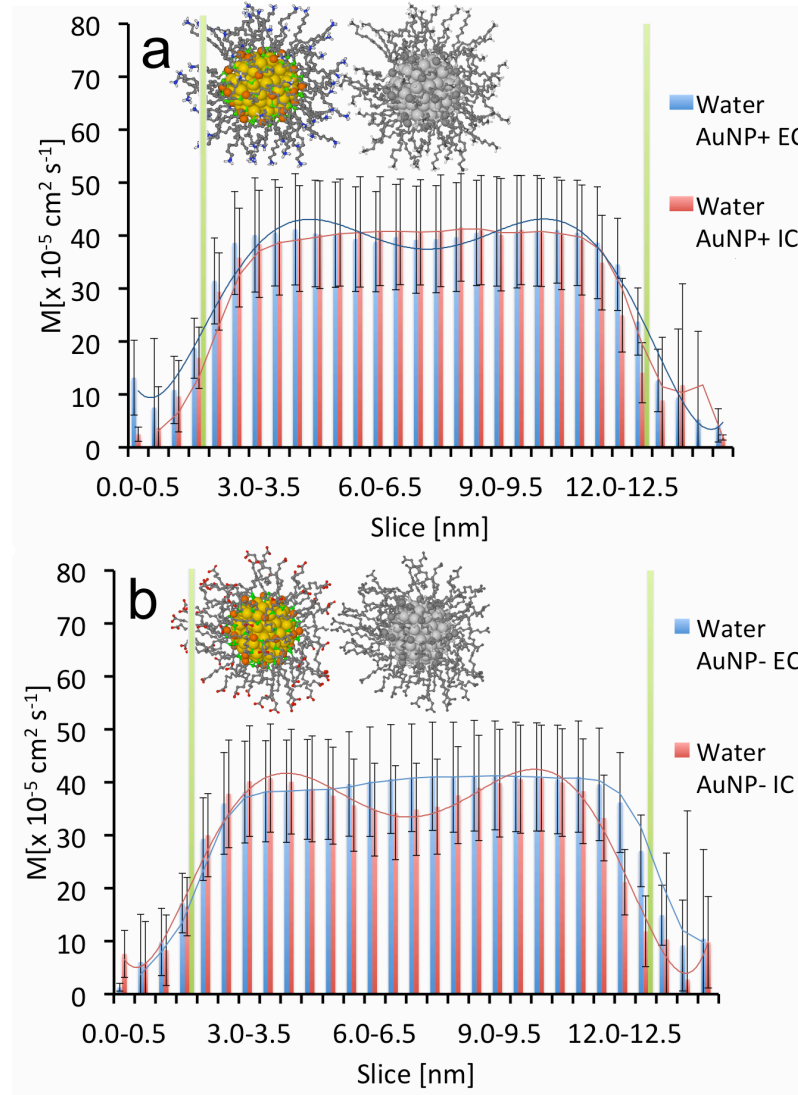 a
80
70
60
50
40
30
20
10
0
M[x 10⁻⁵ cm² s⁻¹]
0.0-0.5 3.0-3.5 6.0-6.5 9.0-9.5 12.0-12.5
Slice [nm]
Water
AuNP+ EC
Water
AuNP+ IC
b
80
70
60
50
40
30
20
10
0
M[x 10⁻⁵ cm² s⁻¹]
0.0-0.5 3.0-3.5 6.0-6.5 9.0-9.5 12.0-12.5
Slice [nm]
Water
AuNP- EC
Water
AuNP- IC